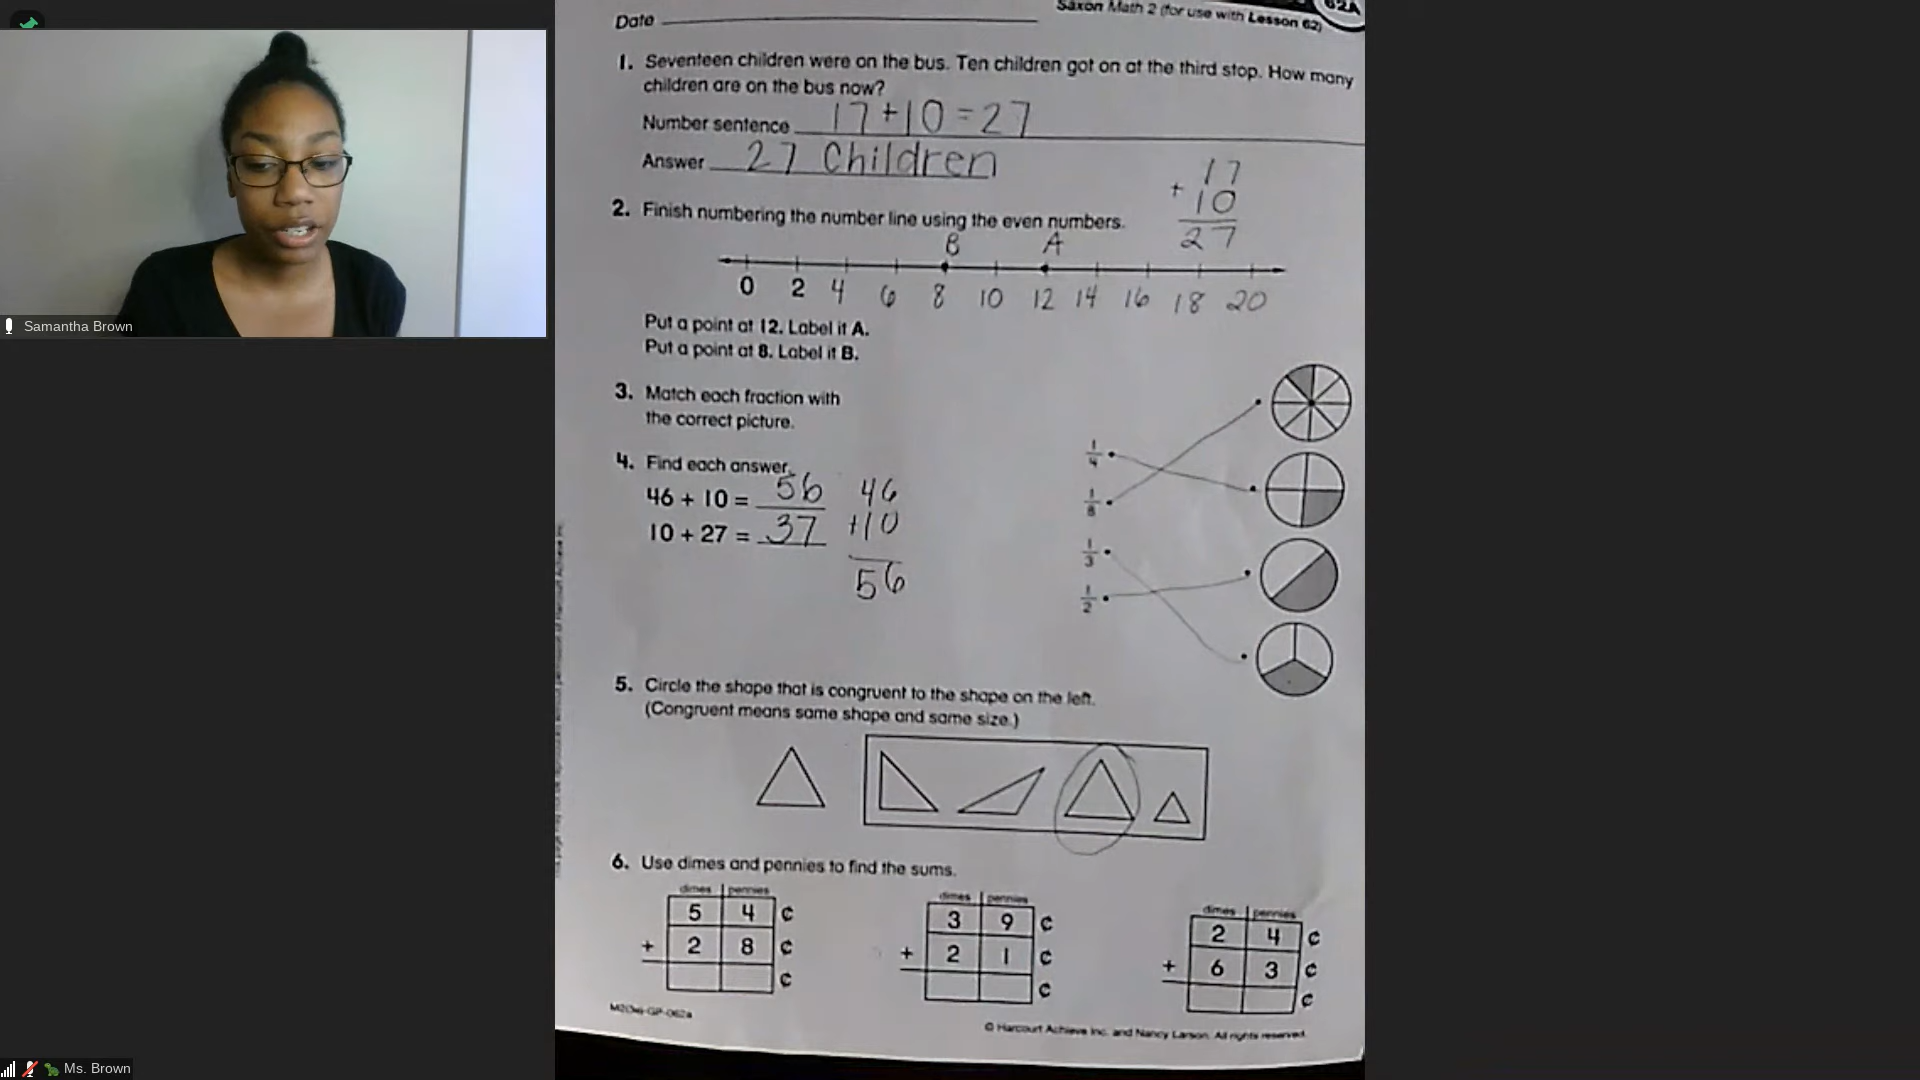 Samantha Brown
Ms. Brown
Date
Saxon Math 2 (for use with Lesson 62)
62A
1. Seventeen children were on the bus. Ten children got on at the third stop. How many
children are on the bus now?
Number sentence 17 + 10 = 27
Answer 27 Children
17
+ 10
27
2. Finish numbering the number line using the even numbers.
B A
0 2 4 6 8 10 12 14 16 18 20
Put a point at 12. Label it A.
Put a point at 8. Label it B.
3. Match each fraction with
the correct picture.
1/4
1/8
1/3
1/2
4. Find each answer.
46 + 10 = 56
10 + 27 = 37
46
+10
56
5. Circle the shape that is congruent to the shape on the left.
(Congruent means same shape and same size.)
6. Use dimes and pennies to find the sums.
dimes pennies
5 4 ¢
+ 2 8 ¢
¢
dimes pennies
3 9 ¢
+ 2 1 ¢
¢
dimes pennies
2 4 ¢
+ 6 3 ¢
¢
© Harcourt Achieve Inc. and Nancy Larson. All rights reserved.